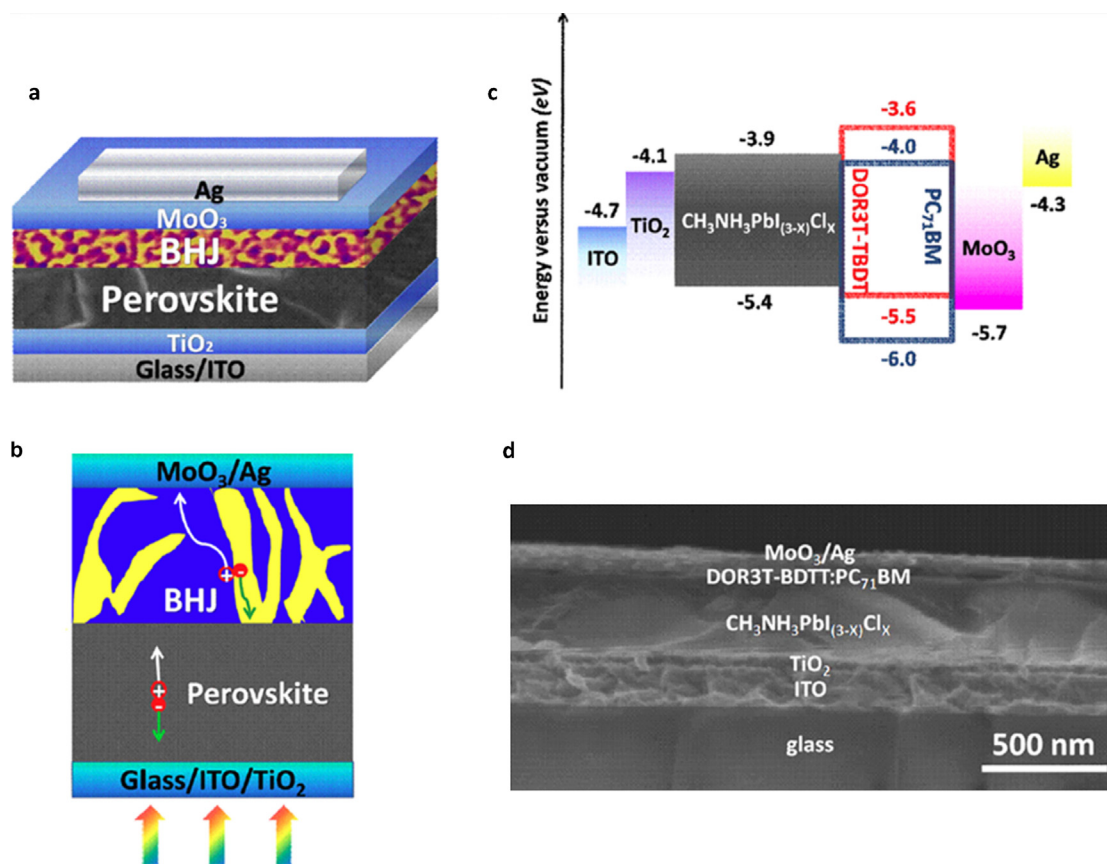 a
Ag
MoO₃
BHJ
Perovskite
TiO₂
Glass/ITO
b
MoO₃/Ag
+
-
BHJ
+
-
Perovskite
Glass/ITO/TiO₂
c
Energy versus vacuum (eV)
-4.7
ITO
-4.1
TiO₂
-3.9
CH₃NH₃PbI₍₃₋ₓ₎Clₓ
-5.4
-3.6
-4.0
DOR3T-TBDT
PC₇₁BM
-5.5
-6.0
MoO₃
-5.7
Ag
-4.3
d
MoO₃/Ag
DOR3T-BDTT:PC₇₁BM
CH₃NH₃PbI₍₃₋ₓ₎Clₓ
TiO₂
ITO
glass
500 nm